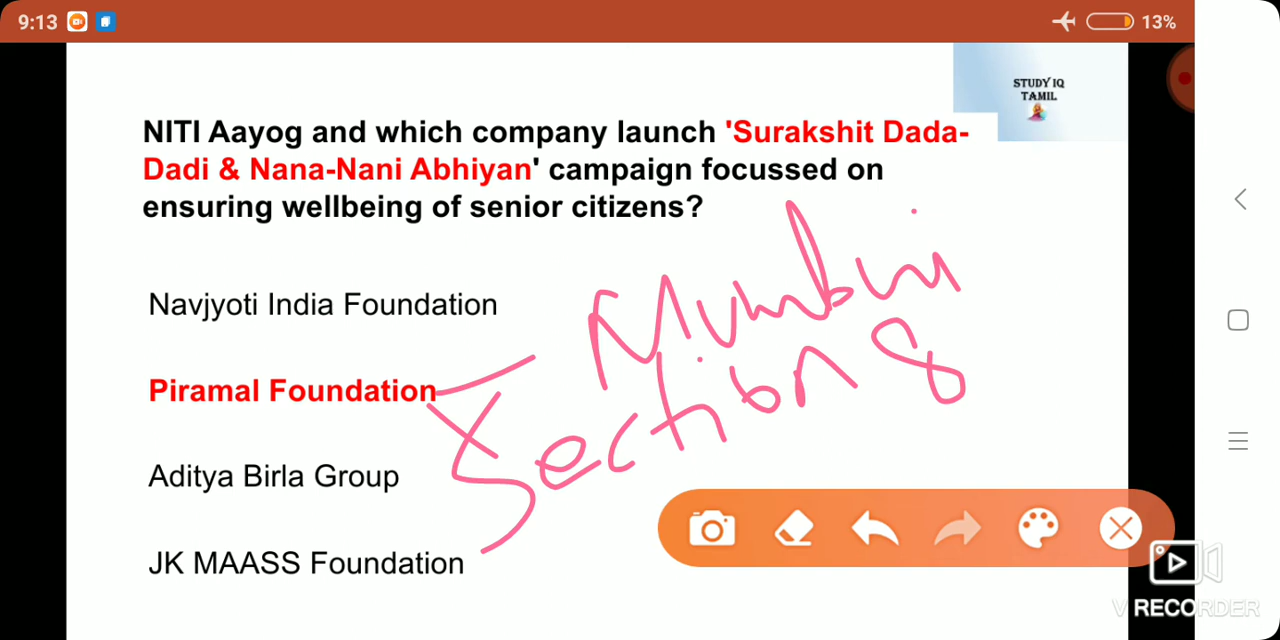 9:13
13%
STUDY IQ
TAMIL
NITI Aayog and which company launch 'Surakshit Dada-
Dadi & Nana-Nani Abhiyan' campaign focussed on
ensuring wellbeing of senior citizens?
Navjyoti India Foundation
Mumbai
Piramal Foundation
Section 8
Aditya Birla Group
JK MAASS Foundation
V RECORDER